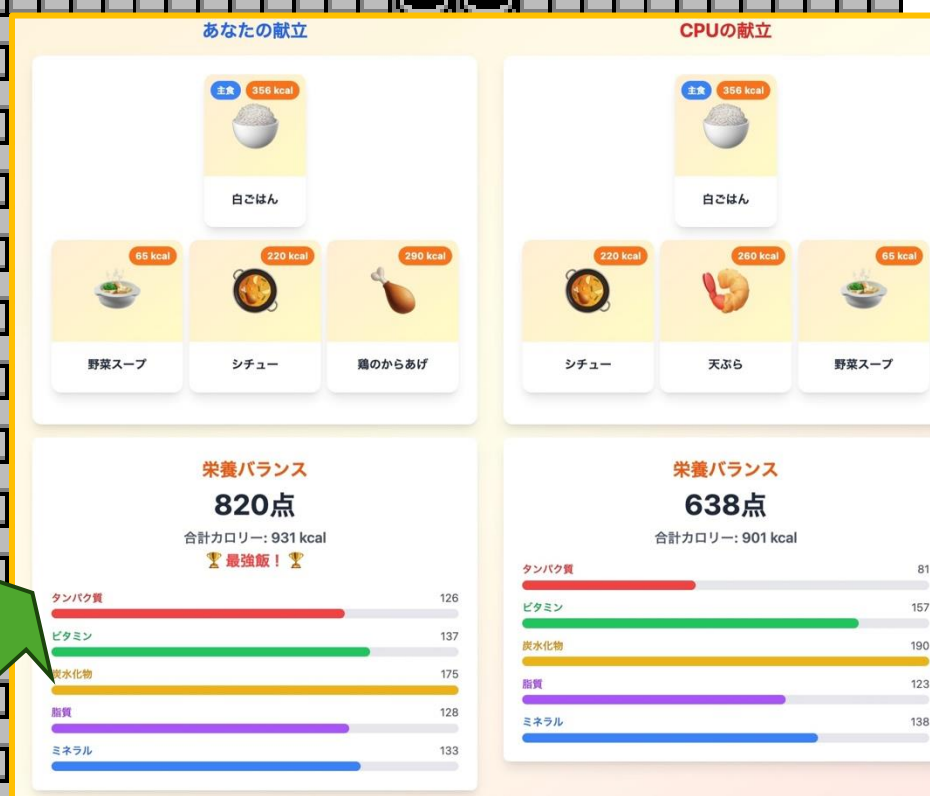 あなたの献立
主食 356 kcal
白ごはん
65 kcal
220 kcal
290 kcal
野菜スープ
シチュー
鶏のからあげ
栄養バランス
820点
合計カロリー: 931 kcal
🏆 最強飯！ 🏆
タンパク質 126
ビタミン 137
炭水化物 175
脂質 128
ミネラル 133
CPUの献立
主食 356 kcal
白ごはん
220 kcal
260 kcal
65 kcal
シチュー
天ぷら
野菜スープ
栄養バランス
638点
合計カロリー: 901 kcal
タンパク質 81
ビタミン 157
炭水化物 190
脂質 123
ミネラル 138